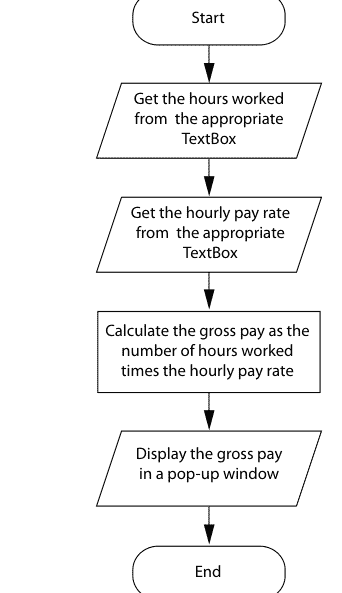 Start
Get the hours worked
from the appropriate
TextBox
Get the hourly pay rate
from the appropriate
TextBox
Calculate the gross pay as the
number of hours worked
times the hourly pay rate
Display the gross pay
in a pop-up window
End